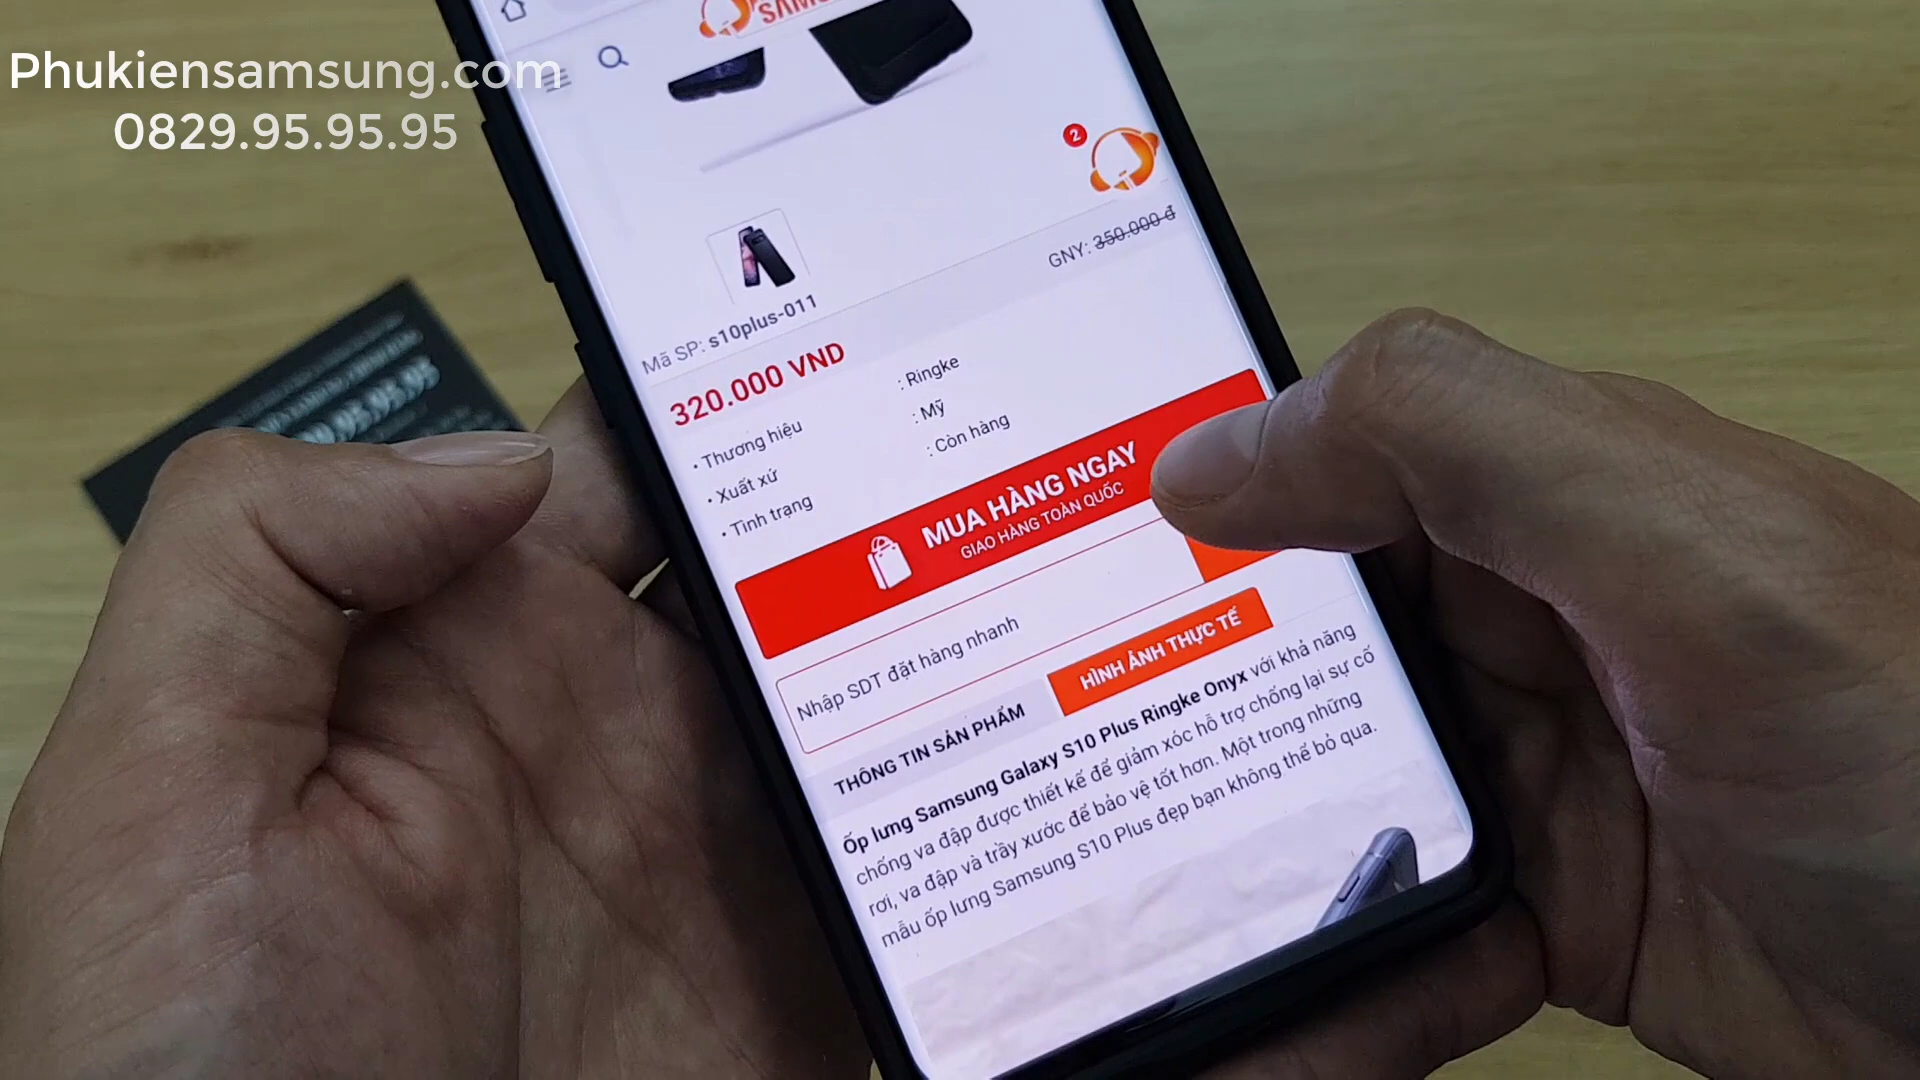 Phukiensamsung.com
0829.95.95.95
2
GNY: 350.000 đ
Mã SP: s10plus-011
320.000 VND
• Thương hiệu : Ringke
• Xuất xứ : Mỹ
• Tình trạng : Còn hàng
MUA HÀNG NGAY
GIAO HÀNG TOÀN QUỐC
Nhập SDT đặt hàng nhanh
THÔNG TIN SẢN PHẨM
HÌNH ẢNH THỰC TẾ
Ốp lưng Samsung Galaxy S10 Plus Ringke Onyx với khả năng
chống va đập được thiết kế để giảm xóc hỗ trợ chống lại sự cố
rơi, va đập và trầy xước để bảo vệ tốt hơn. Một trong những
mẫu ốp lưng Samsung S10 Plus đẹp bạn không thể bỏ qua.